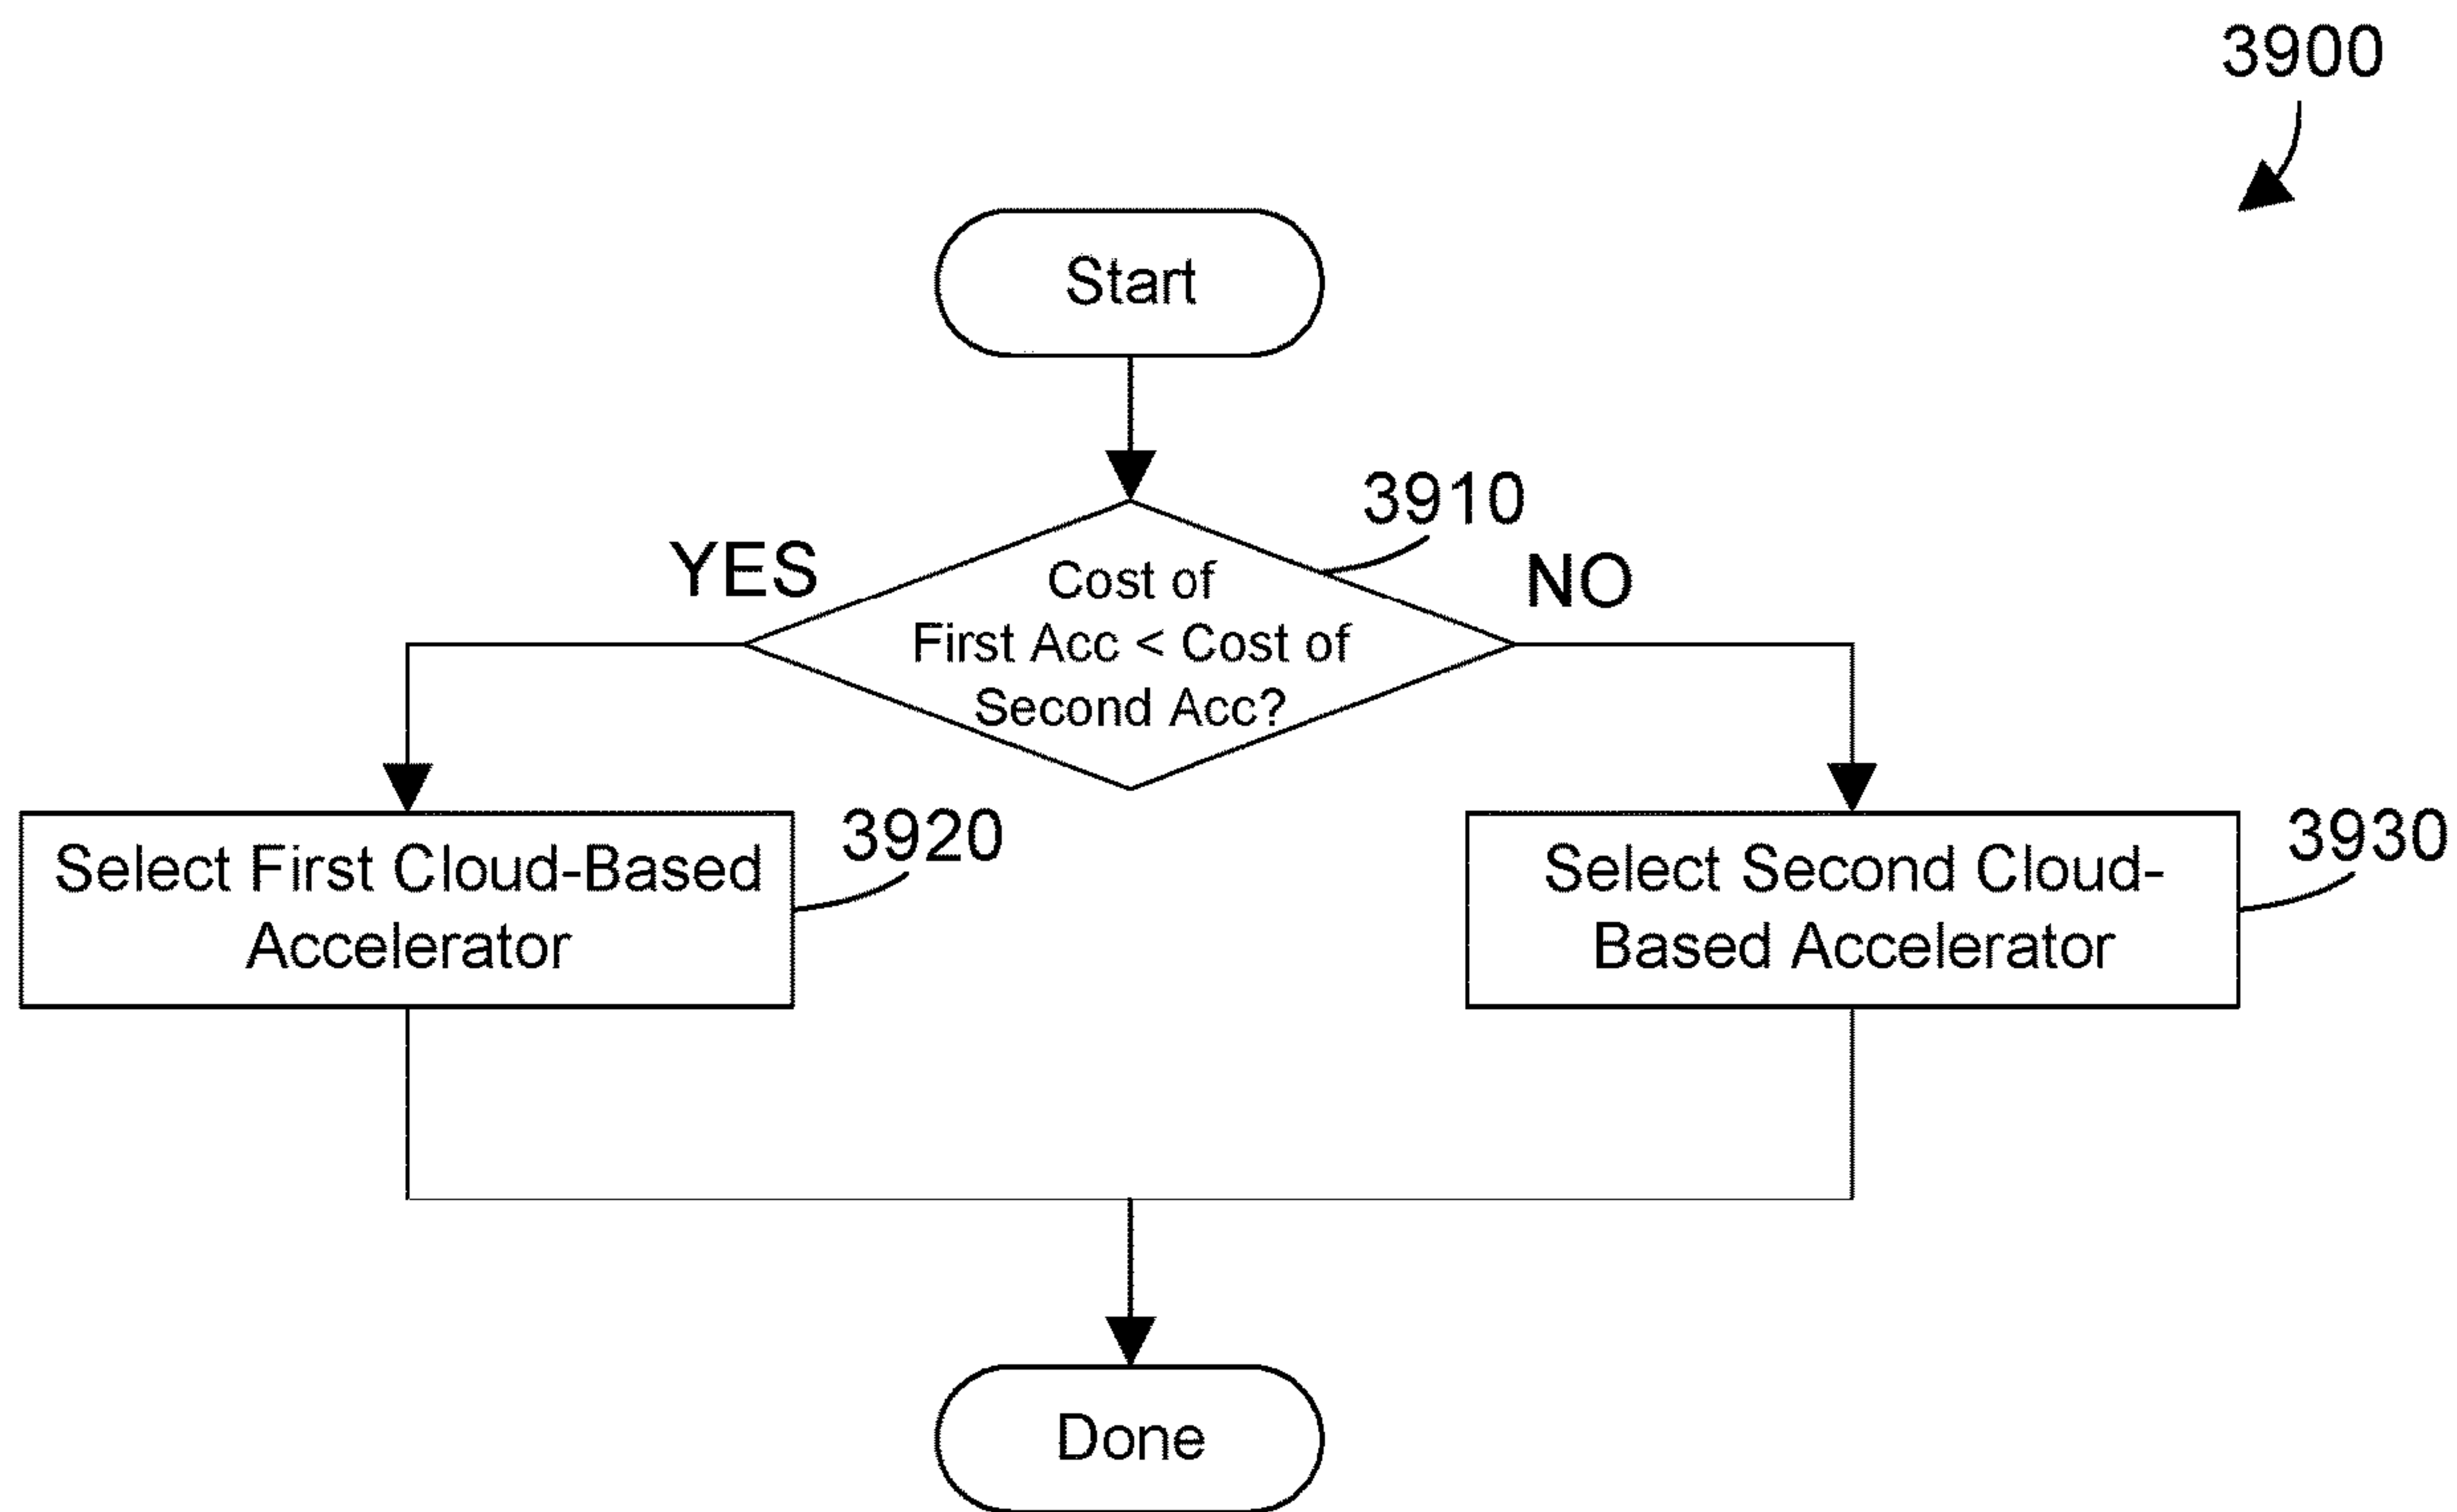 3900
Start
3910
YES
NO
Cost of
First Acc < Cost of
Second Acc?
3920
3930
Select First Cloud-Based
Accelerator
Select Second Cloud-
Based Accelerator
Done